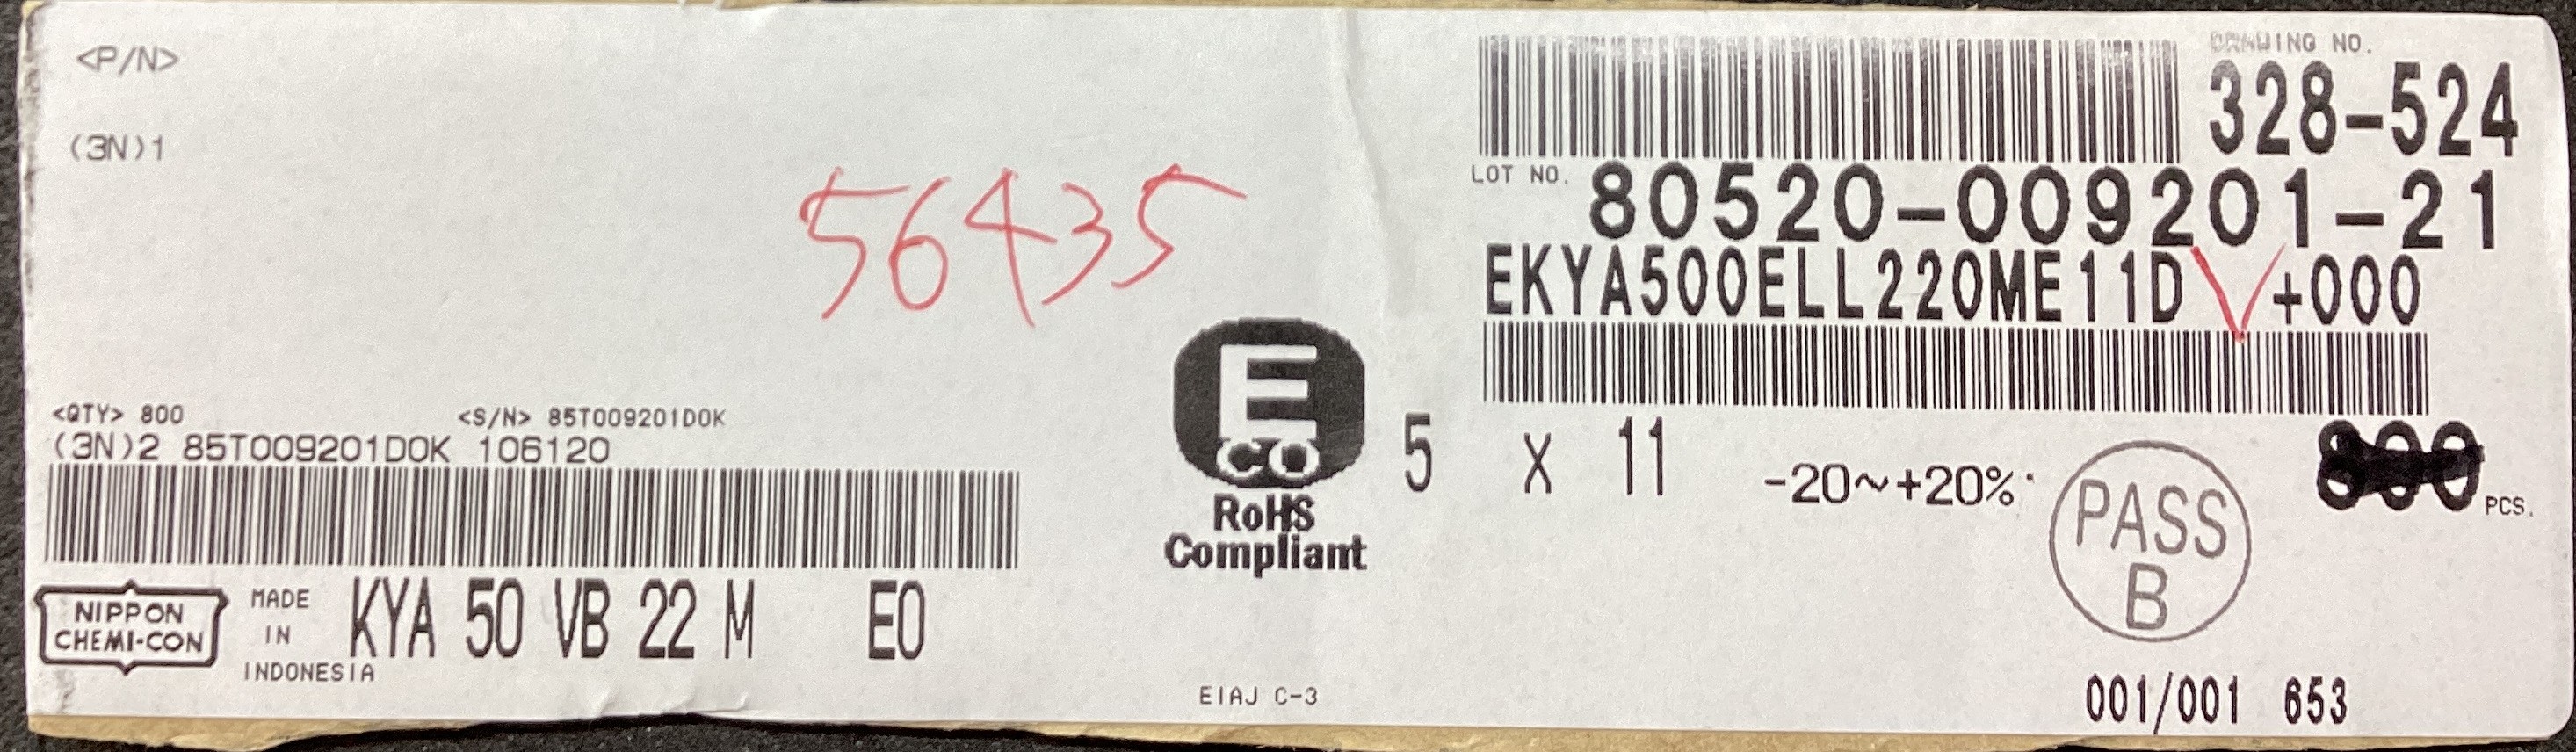 <P/N>
(3N)1
56435
<QTY> 800 <S/N> 85T009201D0K
(3N)2 85T009201D0K 106120
NIPPON
CHEMI-CON
MADE
IN
INDONESIA
KYA 50 VB 22 M E0
E
CO
RoHS
Compliant
EIAJ C-3
DRAWING NO.
328-524
LOT NO. 80520-009201-21
EKYA500ELL220ME11D +000
5 X 11 -20~+20%
800 PCS.
PASS
B
001/001 653